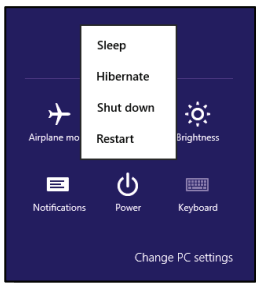 Sleep
Hibernate
Shut down
Restart
Airplane mo
Brightness
Notifications Power Keyboard
Change PC settings